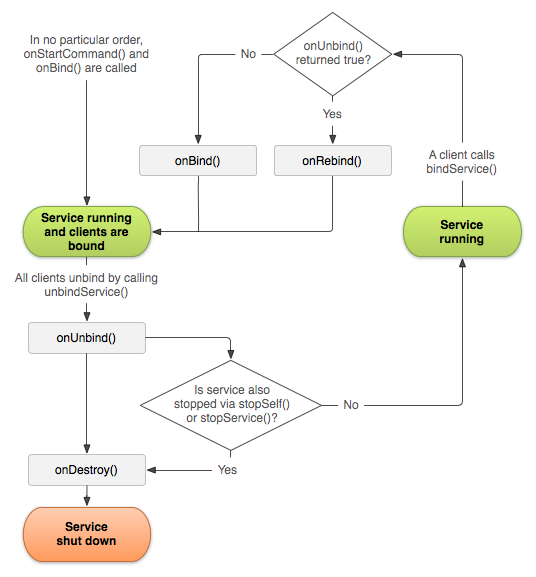 In no particular order,
onStartCommand() and
onBind() are called
No
onUnbind()
returned true?
Yes
onBind()
onRebind()
A client calls
bindService()
Service running
and clients are
bound
Service
running
All clients unbind by calling
unbindService()
onUnbind()
Is service also
stopped via stopSelf()
or stopService()?
No
Yes
onDestroy()
Service
shut down